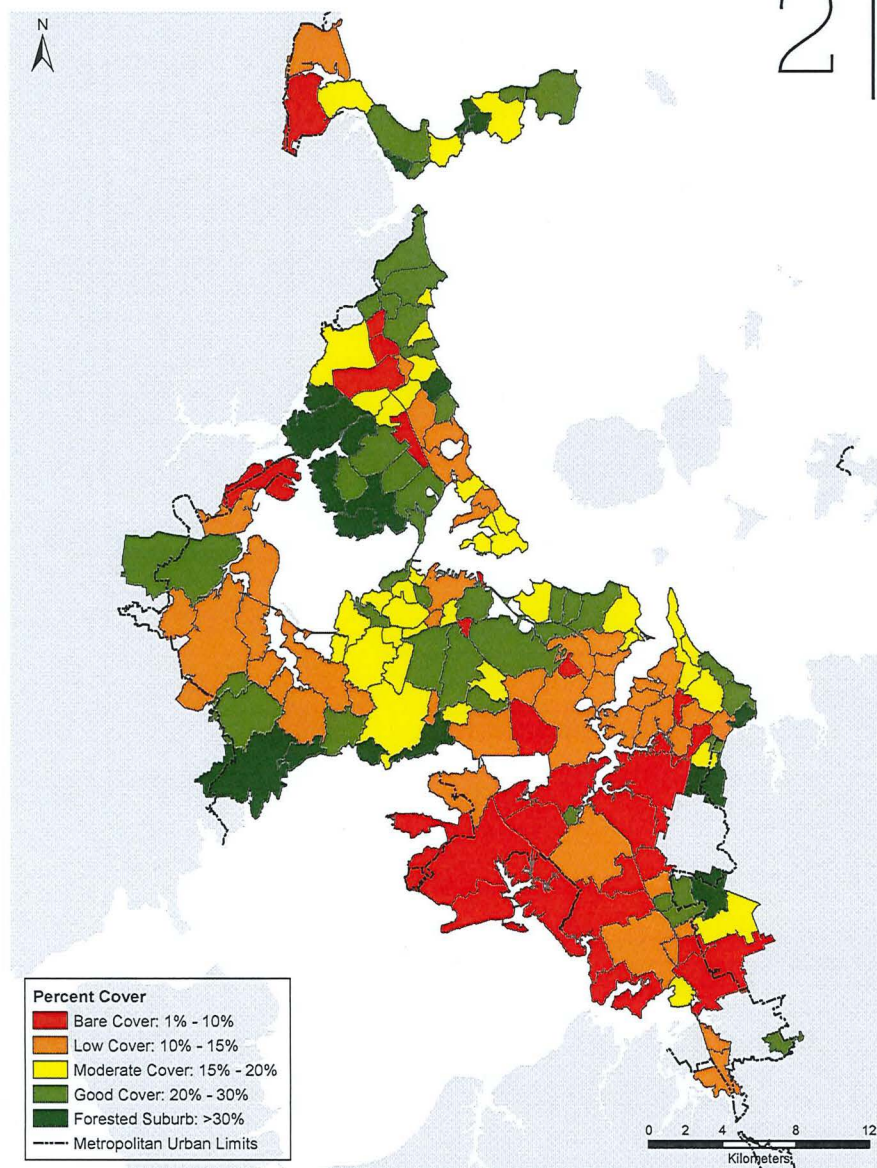 N
2
Percent Cover
Bare Cover: 1% - 10%
Low Cover: 10% - 15%
Moderate Cover: 15% - 20%
Good Cover: 20% - 30%
Forested Suburb: >30%
Metropolitan Urban Limits
0 2 4 8 12
Kilometers